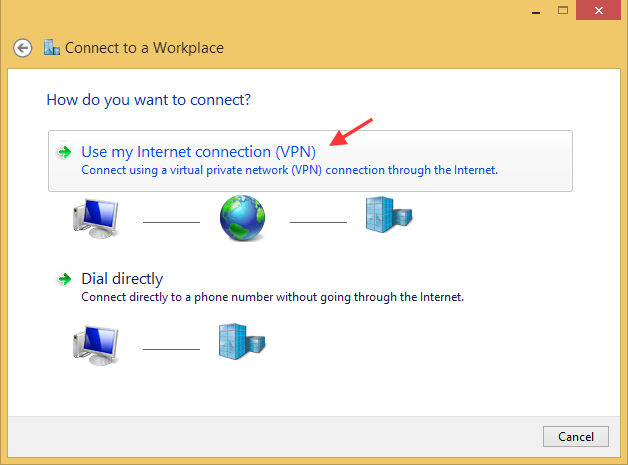 Connect to a Workplace
How do you want to connect?
Use my Internet connection (VPN)
Connect using a virtual private network (VPN) connection through the Internet.
Dial directly
Connect directly to a phone number without going through the Internet.
Cancel